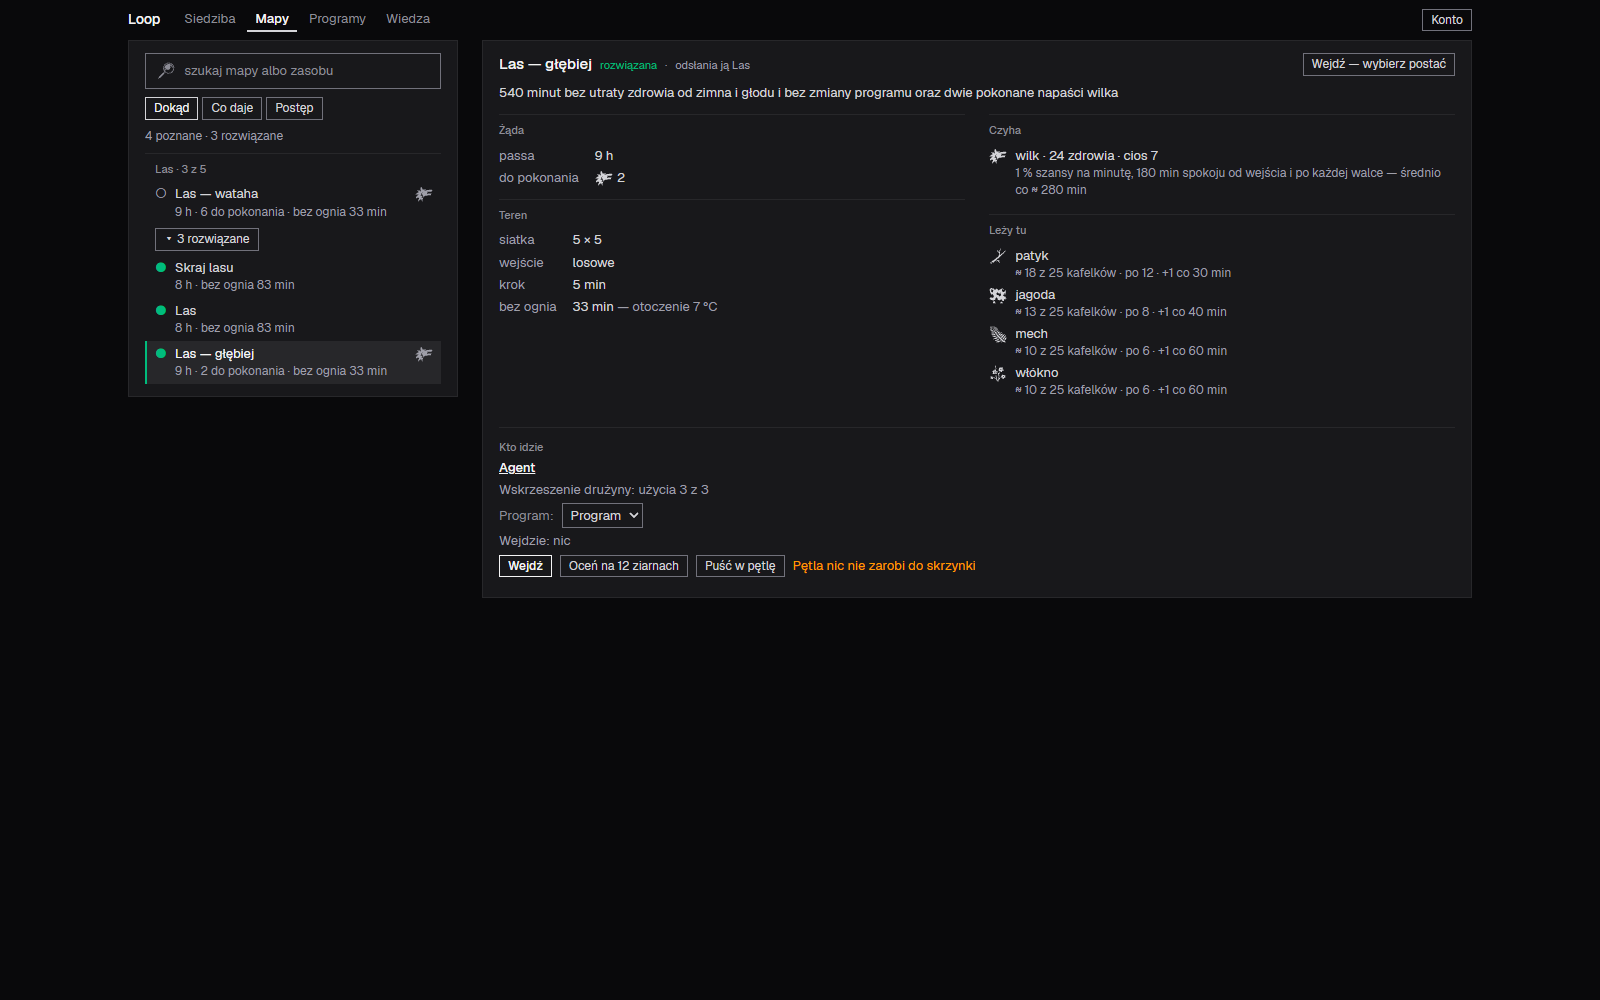 Loop Siedziba Mapy Programy Wiedza Konto
szukaj mapy albo zasobu
Dokąd Co daje Postęp
4 poznane · 3 rozwiązane
Las · 3 z 5
Las — wataha
9 h · 6 do pokonania · bez ognia 33 min
3 rozwiązane
Skraj lasu
8 h · bez ognia 83 min
Las
8 h · bez ognia 83 min
Las — głębiej
9 h · 2 do pokonania · bez ognia 33 min
Las — głębiej rozwiązana · odsłania ją Las Wejdź — wybierz postać
540 minut bez utraty zdrowia od zimna i głodu i bez zmiany programu oraz dwie pokonane napaści wilka
Żąda
passa 9 h
do pokonania 2
Teren
siatka 5 × 5
wejście losowe
krok 5 min
bez ognia 33 min — otoczenie 7 °C
Czyha
wilk · 24 zdrowia · cios 7
1 % szansy na minutę, 180 min spokoju od wejścia i po każdej walce — średnio
co ≈ 280 min
Leży tu
patyk
≈ 18 z 25 kafelków · po 12 · +1 co 30 min
jagoda
≈ 13 z 25 kafelków · po 8 · +1 co 40 min
mech
≈ 10 z 25 kafelków · po 6 · +1 co 60 min
włókno
≈ 10 z 25 kafelków · po 6 · +1 co 60 min
Kto idzie
Agent
Wskrzeszenie drużyny: użycia 3 z 3
Program: Program
Wejdzie: nic
Wejdź Oceń na 12 ziarnach Puść w pętlę Pętla nic nie zarobi do skrzynki